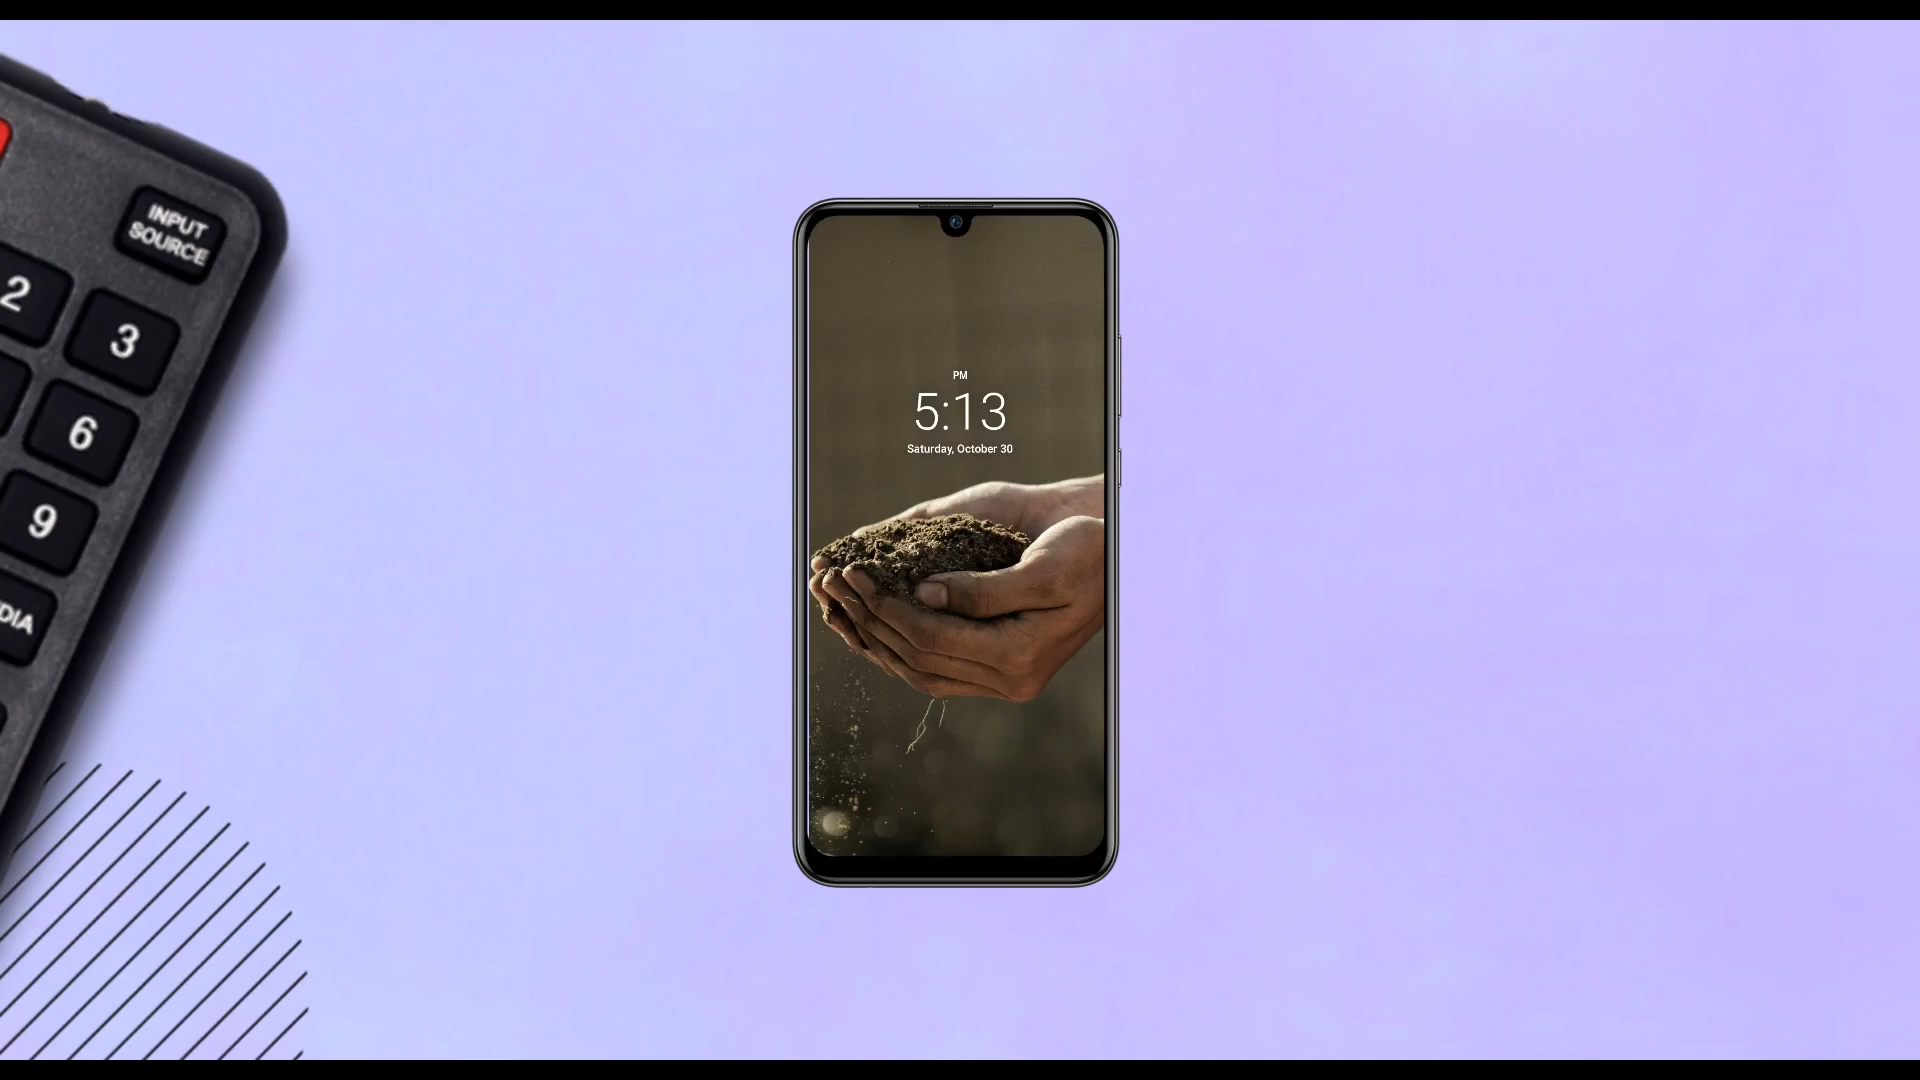 INPUT
SOURCE
2
3
6
9
DIA
PM
5:13
Saturday, October 30